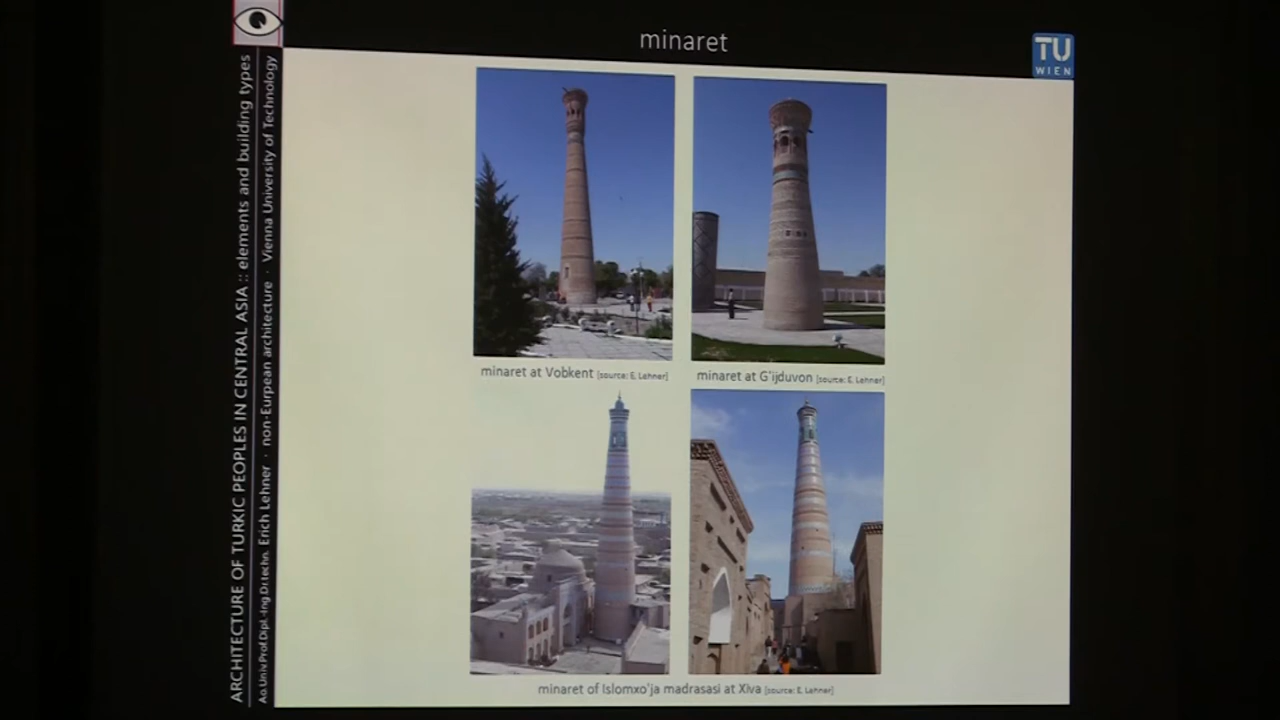 minaret
TU
WIEN
ARCHITECTURE OF TURKIC PEOPLES IN CENTRAL ASIA :: elements and building types
Ao.Univ.Prof.Dipl.-Ing Dr.techn. Erich Lehner · non-Eurpean architecture · Vienna University of Technology
minaret at Vobkent [source: E. Lehner]
minaret at G'ijduvon [source: E. Lehner]
minaret of Islomxo'ja madrasasi at Xiva [source: E. Lehner]